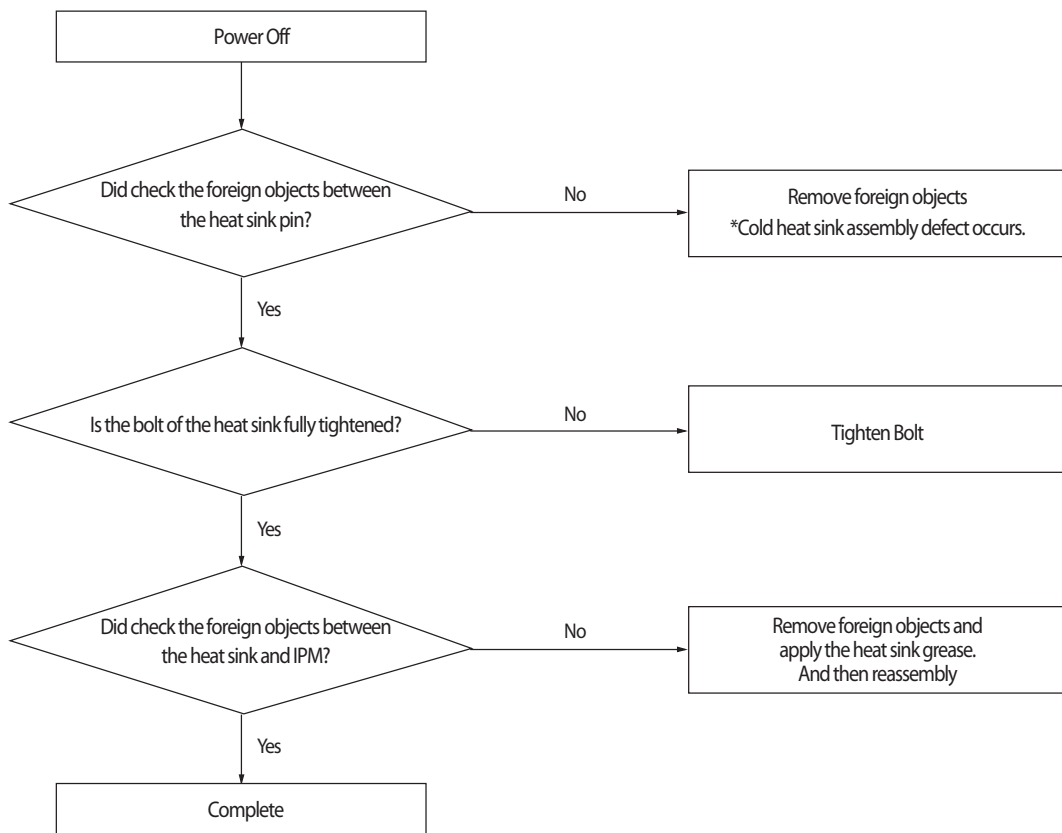 Power Off
Did check the foreign objects between
the heat sink pin?
No
Remove foreign objects
*Cold heat sink assembly defect occurs.
Yes
Is the bolt of the heat sink fully tightened?
No
Tighten Bolt
Yes
Did check the foreign objects between
the heat sink and IPM?
No
Remove foreign objects and
apply the heat sink grease.
And then reassembly
Yes
Complete